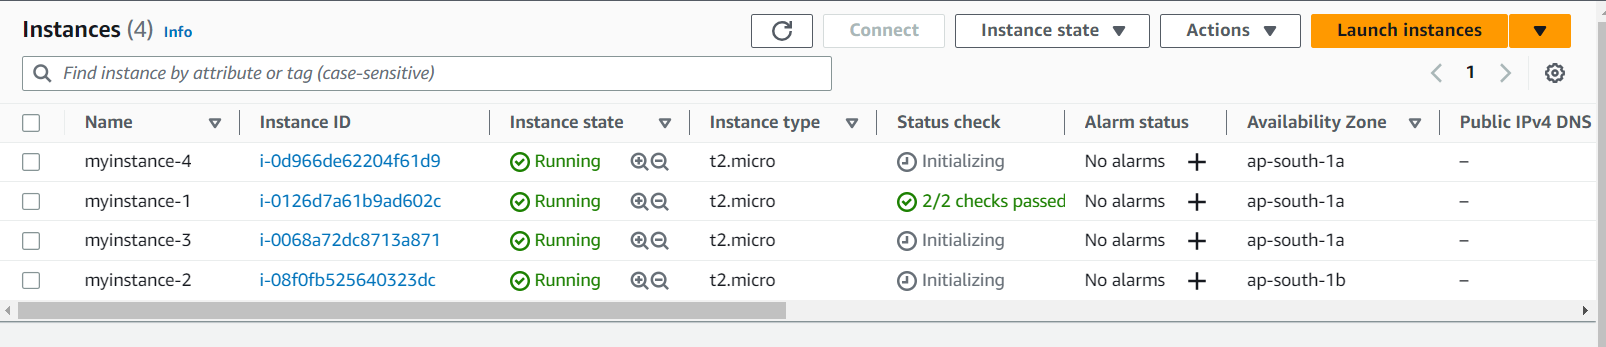 Instances (4) Info Connect Instance state Actions Launch instances
Find instance by attribute or tag (case-sensitive) 1
Name Instance ID Instance state Instance type Status check Alarm status Availability Zone Public IPv4 DNS
myinstance-4 i-0d966de62204f61d9 Running t2.micro Initializing No alarms + ap-south-1a –
myinstance-1 i-0126d7a61b9ad602c Running t2.micro 2/2 checks passed No alarms + ap-south-1a –
myinstance-3 i-0068a72dc8713a871 Running t2.micro Initializing No alarms + ap-south-1a –
myinstance-2 i-08f0fb525640323dc Running t2.micro Initializing No alarms + ap-south-1b –